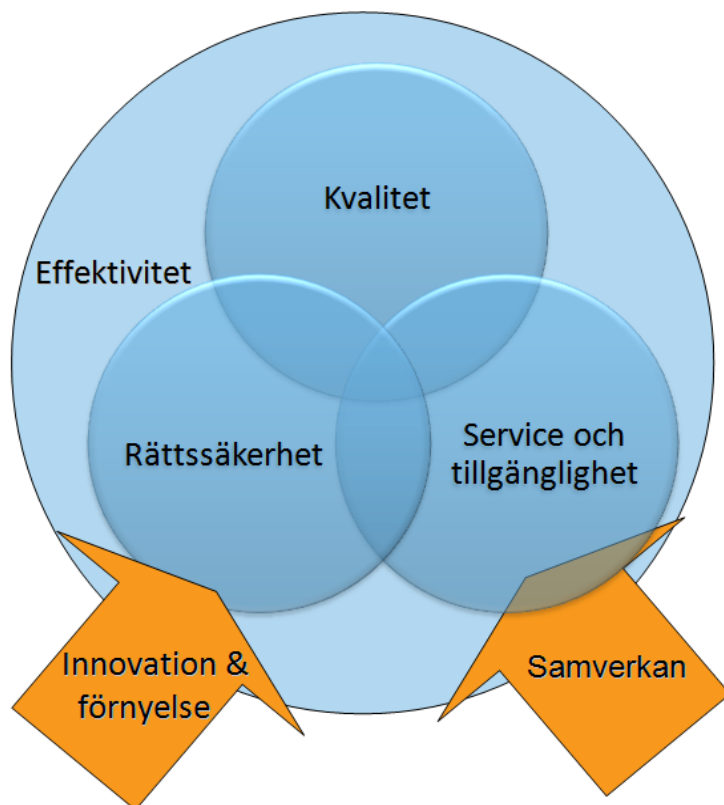 Kvalitet
Effektivitet
Rättssäkerhet
Service och
tillgänglighet
Innovation &
förnyelse
Samverkan